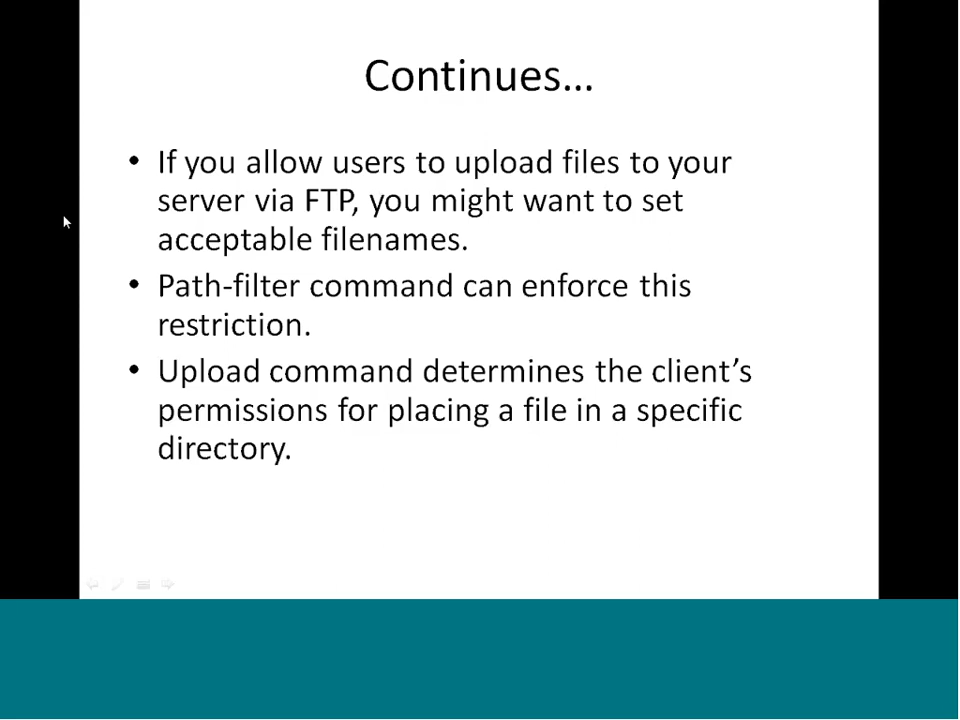 Continues...
• If you allow users to upload files to your
server via FTP, you might want to set
acceptable filenames.
• Path-filter command can enforce this
restriction.
• Upload command determines the client’s
permissions for placing a file in a specific
directory.